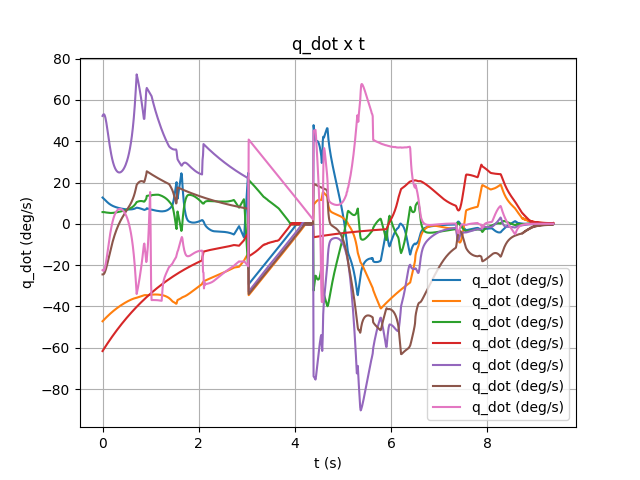 q_dot x t
80
60
40
20
0
−20
−40
−60
−80
q_dot (deg/s)
0
2
4
6
8
t (s)
q_dot (deg/s)
q_dot (deg/s)
q_dot (deg/s)
q_dot (deg/s)
q_dot (deg/s)
q_dot (deg/s)
q_dot (deg/s)